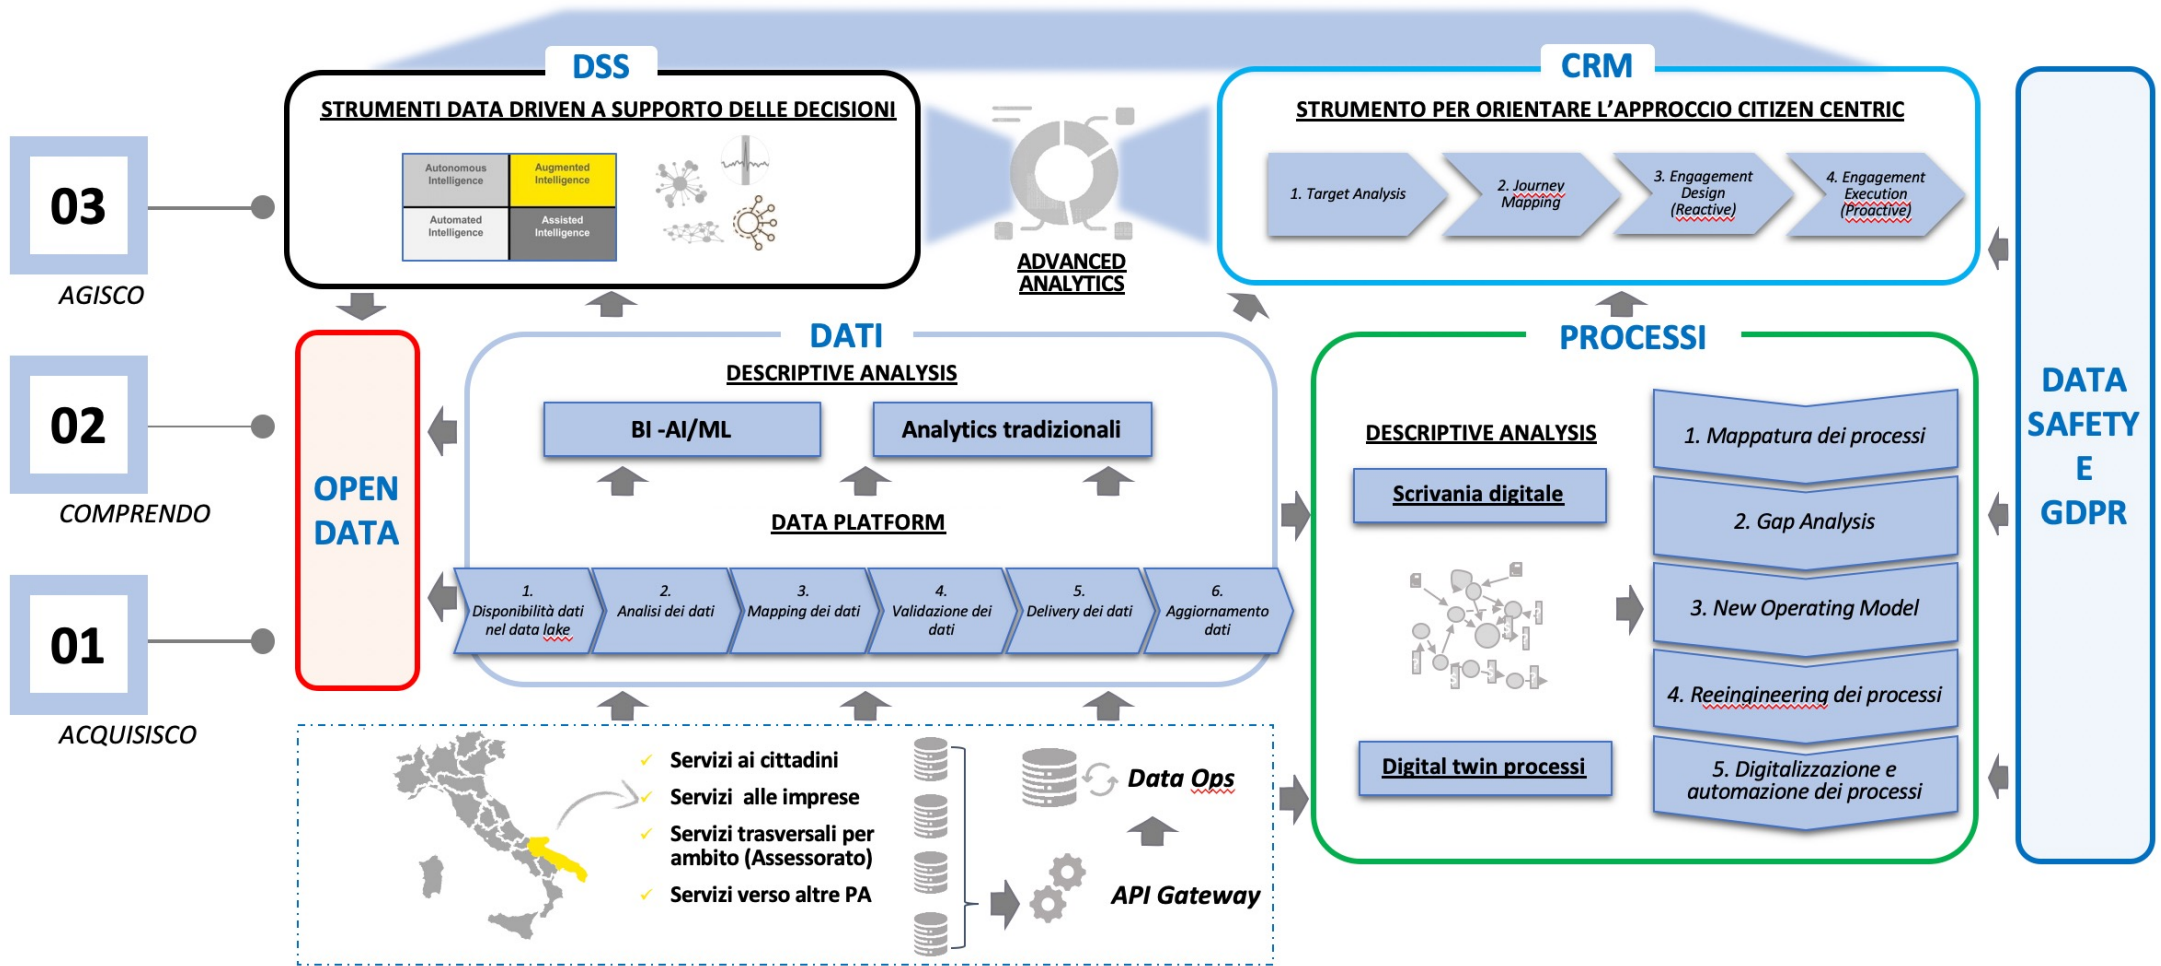 DSS
STRUMENTI DATA DRIVEN A SUPPORTO DELLE DECISIONI
Autonomous
Intelligence
Augmented
Intelligence
Automated
Intelligence
Assisted
Intelligence
ADVANCED
ANALYTICS
CRM
STRUMENTO PER ORIENTARE L'APPROCCIO CITIZEN CENTRIC
1. Target Analysis
2. Journey
Mapping
3. Engagement
Design
(Reactive)
4. Engagement
Execution
(Proactive)
03
AGISCO
02
COMPRENDO
01
ACQUISISCO
OPEN
DATA
DATI
DESCRIPTIVE ANALYSIS
BI -AI/ML
Analytics tradizionali
DATA PLATFORM
1.
Disponibilità dati
nel data lake
2.
Analisi dei dati
3.
Mapping dei dati
4.
Validazione dei
dati
5.
Delivery dei dati
6.
Aggiornamento
dati
PROCESSI
DESCRIPTIVE ANALYSIS
Scrivania digitale
Digital twin processi
1. Mappatura dei processi
2. Gap Analysis
3. New Operating Model
4. Reeingineering dei processi
5. Digitalizzazione e
automazione dei processi
DATA
SAFETY
E
GDPR
Servizi ai cittadini
Servizi alle imprese
Servizi trasversali per
ambito (Assessorato)
Servizi verso altre PA
Data Ops
API Gateway